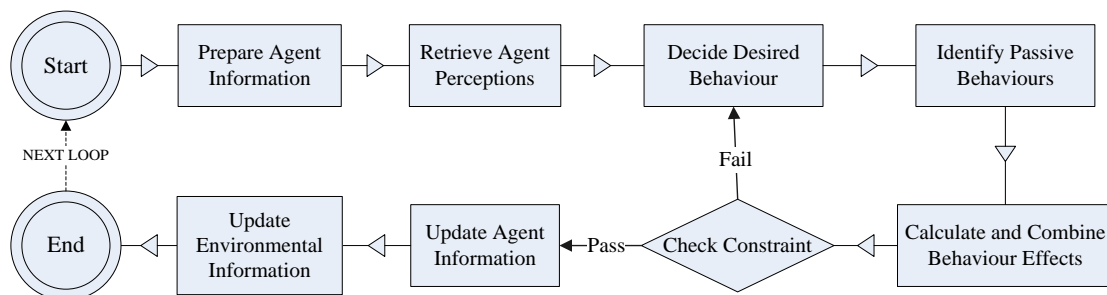 Start
Prepare Agent
Information
Retrieve Agent
Perceptions
Decide Desired
Behaviour
Identify Passive
Behaviours
NEXT LOOP
Fail
End
Update
Environmental
Information
Update Agent
Information
Pass
Check Constraint
Calculate and Combine
Behaviour Effects